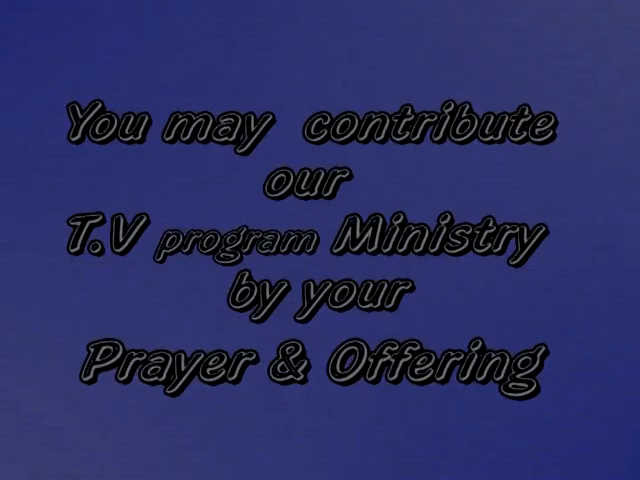 You may contribute
our
T.V program Ministry
by your
Prayer & Offering